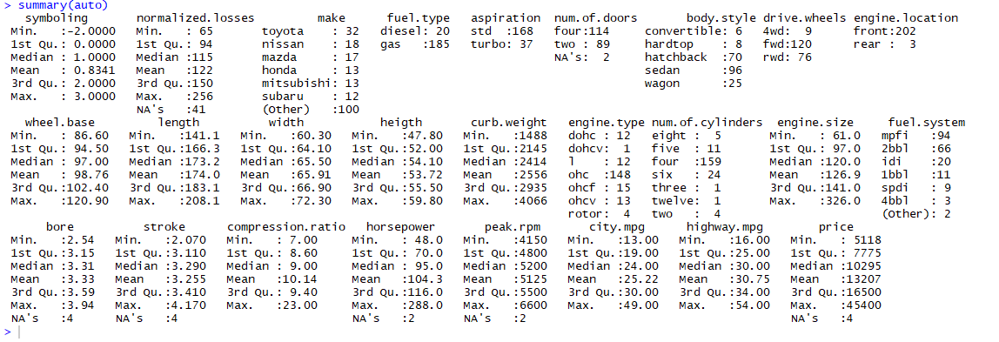 > summary(auto)
symboling normalized.losses make fuel.type aspiration num.of.doors body.style drive.wheels engine.location
Min. :-2.0000 Min. : 65 toyota : 32 diesel: 20 std :168 four:114 convertible: 6 4wd: 9 front:202
1st Qu.: 0.0000 1st Qu.: 94 nissan : 18 gas :185 turbo: 37 two : 89 hardtop : 8 fwd:120 rear : 3
Median : 1.0000 Median :115 mazda : 17 NA's: 2 hatchback :70 rwd: 76
Mean : 0.8341 Mean :122 honda : 13 sedan :96
3rd Qu.: 2.0000 3rd Qu.:150 mitsubishi: 13 wagon :25
Max. : 3.0000 Max. :256 subaru : 12
NA's :41 (Other) :100
wheel.base length width heigth curb.weight engine.type num.of.cylinders engine.size fuel.system
Min. : 86.60 Min. :141.1 Min. :60.30 Min. :47.80 Min. :1488 dohc : 12 eight : 5 Min. : 61.0 mpfi :94
1st Qu.: 94.50 1st Qu.:166.3 1st Qu.:64.10 1st Qu.:52.00 1st Qu.:2145 dohcv: 1 five : 11 1st Qu.: 97.0 2bbl :66
Median : 97.00 Median :173.2 Median :65.50 Median :54.10 Median :2414 l : 12 four :159 Median :120.0 idi :20
Mean : 98.76 Mean :174.0 Mean :65.91 Mean :53.72 Mean :2556 ohc :148 six : 24 Mean :126.9 1bbl :11
3rd Qu.:102.40 3rd Qu.:183.1 3rd Qu.:66.90 3rd Qu.:55.50 3rd Qu.:2935 ohcf : 15 three : 1 3rd Qu.:141.0 spdi : 9
Max. :120.90 Max. :208.1 Max. :72.30 Max. :59.80 Max. :4066 ohcv : 13 twelve: 1 Max. :326.0 4bbl : 3
rotor: 4 two : 4 (Other): 2
bore stroke compression.ratio horsepower peak.rpm city.mpg highway.mpg price
Min. :2.54 Min. :2.070 Min. : 7.00 Min. : 48.0 Min. :4150 Min. :13.00 Min. :16.00 Min. : 5118
1st Qu.:3.15 1st Qu.:3.110 1st Qu.: 8.60 1st Qu.: 70.0 1st Qu.:4800 1st Qu.:19.00 1st Qu.:25.00 1st Qu.: 7775
Median :3.31 Median :3.290 Median : 9.00 Median : 95.0 Median :5200 Median :24.00 Median :30.00 Median :10295
Mean :3.33 Mean :3.255 Mean :10.14 Mean :104.3 Mean :5125 Mean :25.22 Mean :30.75 Mean :13207
3rd Qu.:3.59 3rd Qu.:3.410 3rd Qu.: 9.40 3rd Qu.:116.0 3rd Qu.:5500 3rd Qu.:30.00 3rd Qu.:34.00 3rd Qu.:16500
Max. :3.94 Max. :4.170 Max. :23.00 Max. :288.0 Max. :6600 Max. :49.00 Max. :54.00 Max. :45400
NA's :4 NA's :4 NA's :2 NA's :2 NA's :4
>